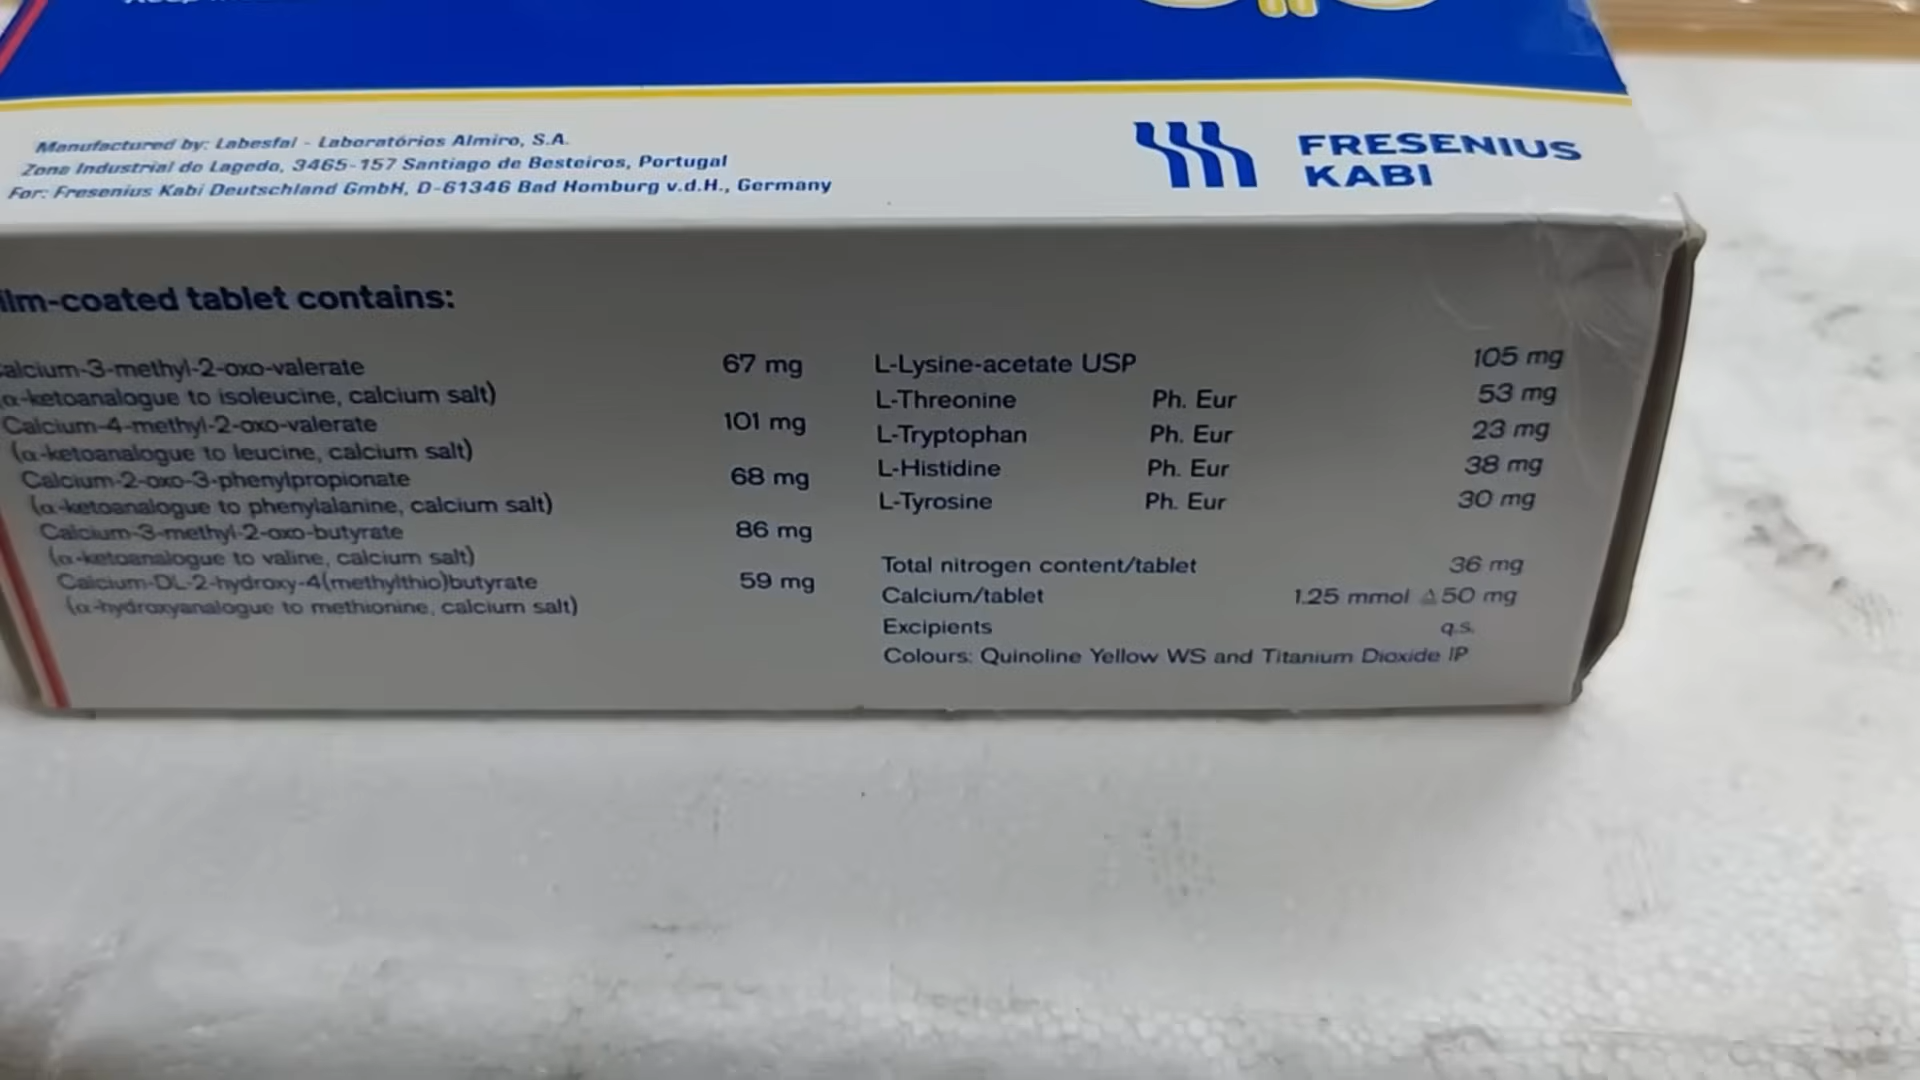 Manufactured by: Labesfal - Laboratórios Almiro, S.A.
Zona Industrial do Lagedo, 3465-157 Santiago de Besteiros, Portugal
For: Fresenius Kabi Deutschland GmbH, D-61346 Bad Homburg v.d.H., Germany
FRESENIUS
KABI
ilm-coated tablet contains:
alcium-3-methyl-2-oxo-valerate 67 mg
(α-ketoanalogue to isoleucine, calcium salt)
Calcium-4-methyl-2-oxo-valerate 101 mg
(α-ketoanalogue to leucine, calcium salt)
Calcium-2-oxo-3-phenylpropionate 68 mg
(α-ketoanalogue to phenylalanine, calcium salt)
Calcium-3-methyl-2-oxo-butyrate 86 mg
(α-ketoanalogue to valine, calcium salt)
Calcium-DL-2-hydroxy-4(methylthio)butyrate 59 mg
(α-hydroxyanalogue to methionine, calcium salt)
L-Lysine-acetate USP 105 mg
L-Threonine Ph. Eur 53 mg
L-Tryptophan Ph. Eur 23 mg
L-Histidine Ph. Eur 38 mg
L-Tyrosine Ph. Eur 30 mg
Total nitrogen content/tablet 36 mg
Calcium/tablet 1.25 mmol ≙ 50 mg
Excipients q.s.
Colours: Quinoline Yellow WS and Titanium Dioxide IP